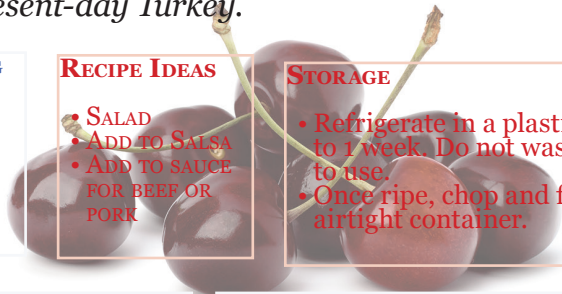 esent-day Turkey.
Recipe Ideas
• Salad
• Add to Salsa
• Add to sauce
for beef or
pork
Storage
• Refrigerate in a plasti
to 1 week. Do not was
to use.
• Once ripe, chop and f
airtight container.